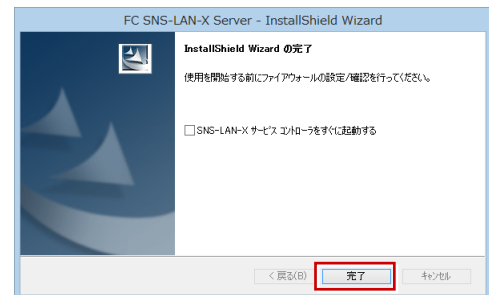 FC SNS-LAN-X Server - InstallShield Wizard
InstallShield Wizard の完了
使用を開始する前にファイアウォールの設定/確認を行ってください。
SNS-LAN-X サービス コントローラをすぐに起動する
< 戻る(B)
完了
キャンセル